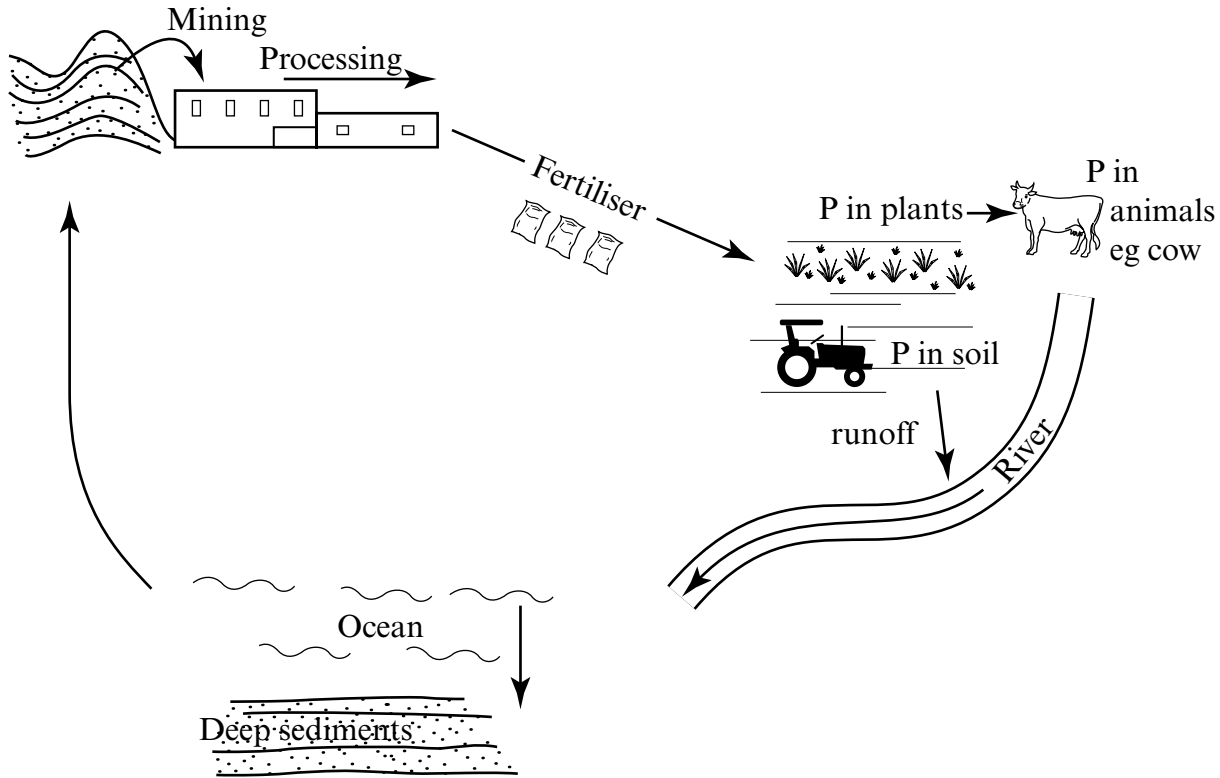 Mining
Processing
Fertiliser
P in plants
P in
animals
eg cow
P in soil
runoff
River
Ocean
Deep sediments